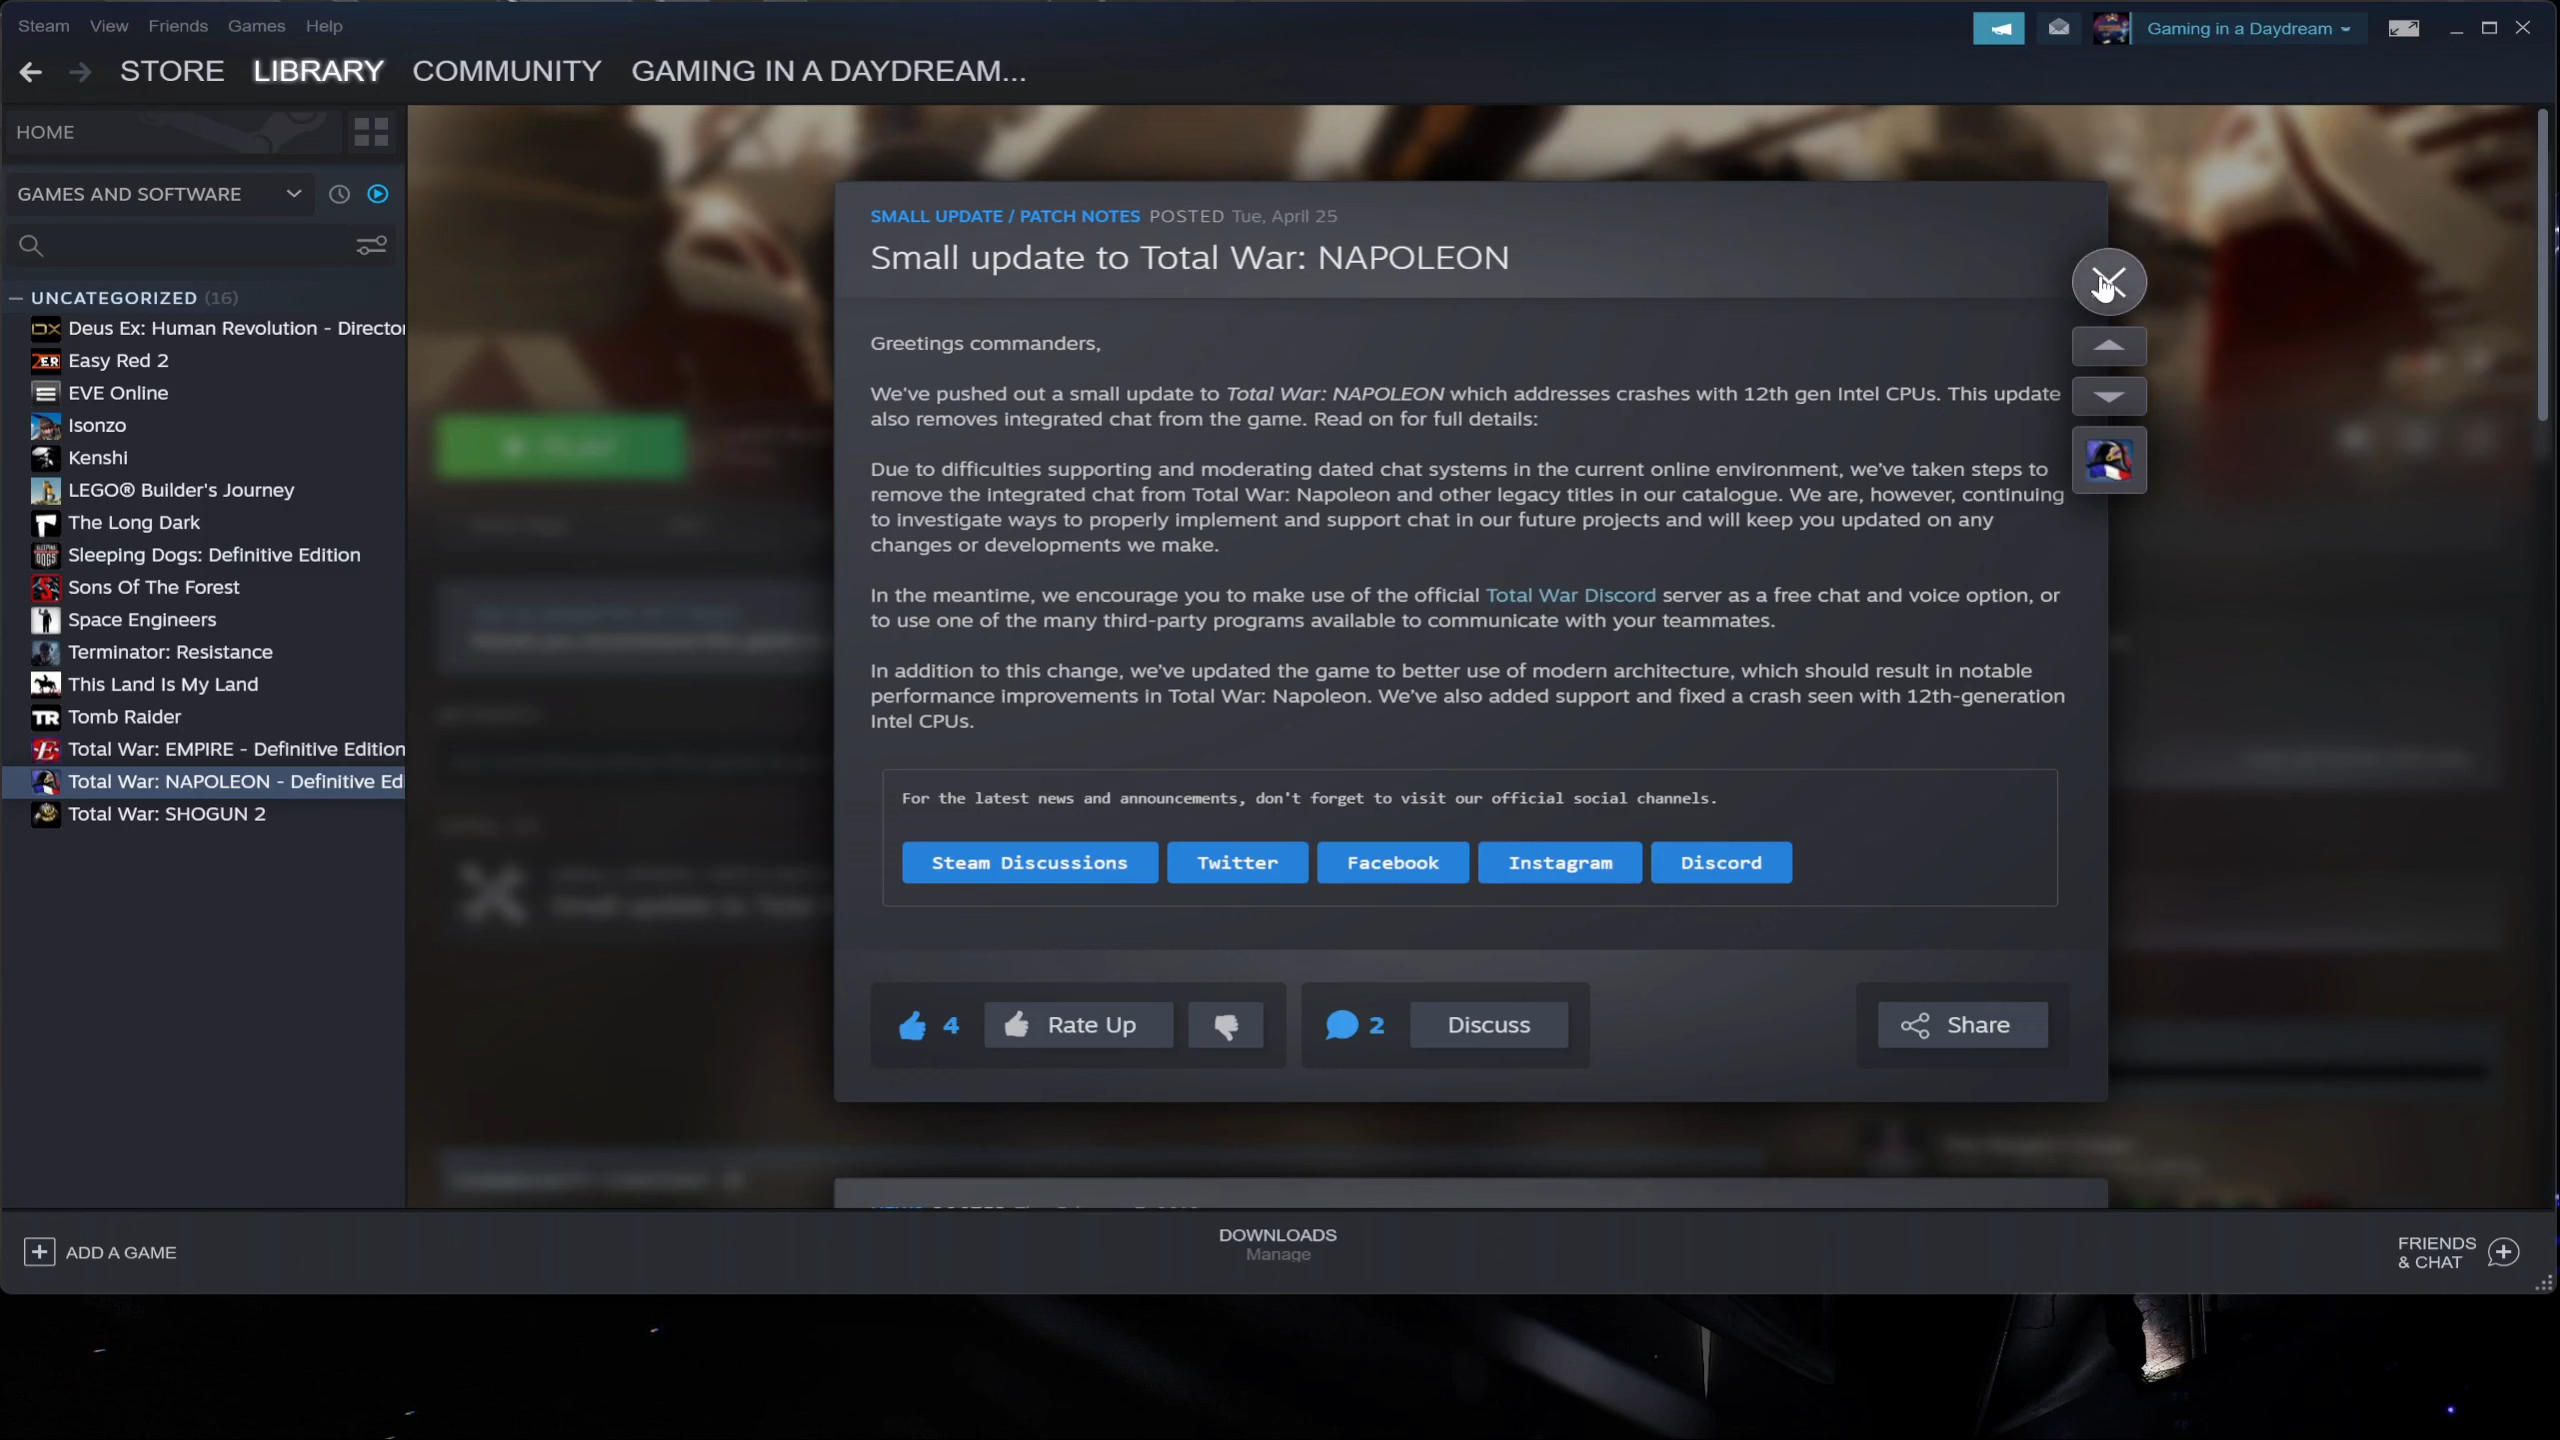 Steam View Friends Games Help
Gaming in a Daydream
STORE LIBRARY COMMUNITY GAMING IN A DAYDREAM...
HOME
GAMES AND SOFTWARE
UNCATEGORIZED (16)
Deus Ex: Human Revolution - Director
Easy Red 2
EVE Online
Isonzo
Kenshi
LEGO® Builder's Journey
The Long Dark
Sleeping Dogs: Definitive Edition
Sons Of The Forest
Space Engineers
Terminator: Resistance
This Land Is My Land
Tomb Raider
Total War: EMPIRE - Definitive Edition
Total War: NAPOLEON - Definitive Ed
Total War: SHOGUN 2
SMALL UPDATE / PATCH NOTES POSTED Tue, April 25
Small update to Total War: NAPOLEON
Greetings commanders,
We've pushed out a small update to Total War: NAPOLEON which addresses crashes with 12th gen Intel CPUs. This update
also removes integrated chat from the game. Read on for full details:
Due to difficulties supporting and moderating dated chat systems in the current online environment, we've taken steps to
remove the integrated chat from Total War: Napoleon and other legacy titles in our catalogue. We are, however, continuing
to investigate ways to properly implement and support chat in our future projects and will keep you updated on any
changes or developments we make.
In the meantime, we encourage you to make use of the official Total War Discord server as a free chat and voice option, or
to use one of the many third-party programs available to communicate with your teammates.
In addition to this change, we've updated the game to better use of modern architecture, which should result in notable
performance improvements in Total War: Napoleon. We've also added support and fixed a crash seen with 12th-generation
Intel CPUs.
For the latest news and announcements, don't forget to visit our official social channels.
Steam Discussions Twitter Facebook Instagram Discord
4 Rate Up 2 Discuss Share
ADD A GAME
DOWNLOADS
Manage
FRIENDS
& CHAT